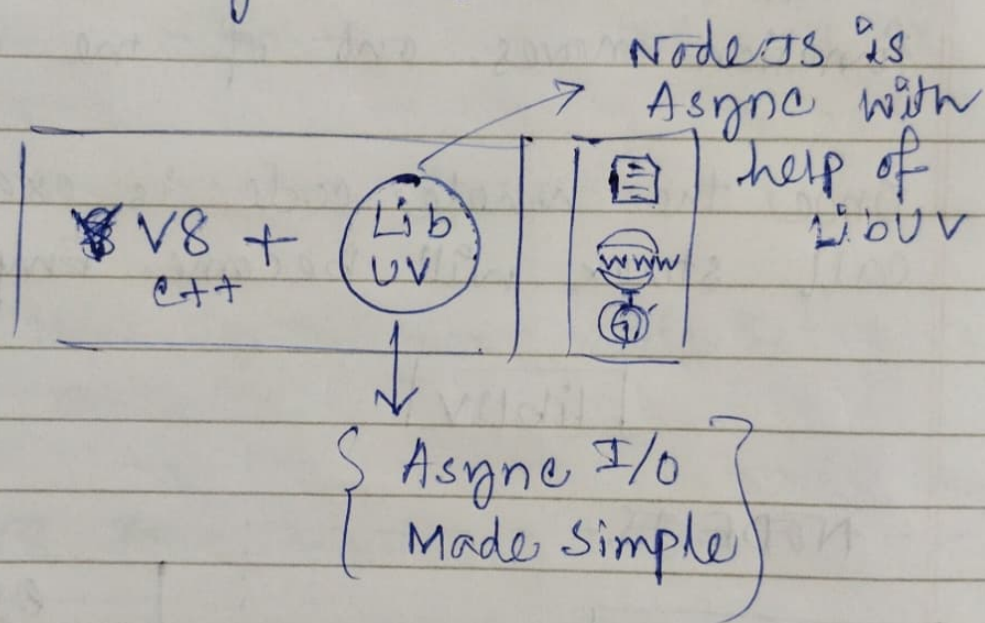 NodeJS is
Async with
help of
LibUV
V8 +
C++
Lib
UV
www
Async I/O
Made Simple